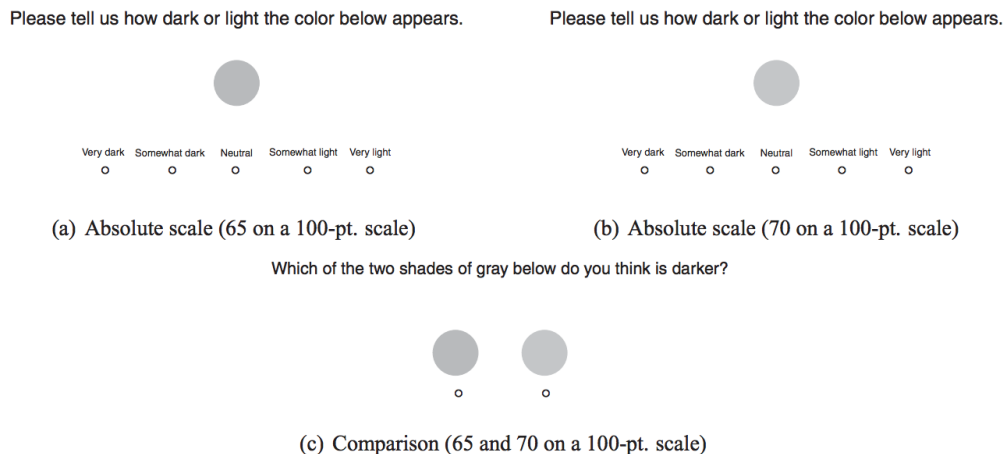 Please tell us how dark or light the color below appears.
Very dark Somewhat dark Neutral Somewhat light Very light
(a) Absolute scale (65 on a 100-pt. scale)
Please tell us how dark or light the color below appears.
Very dark Somewhat dark Neutral Somewhat light Very light
(b) Absolute scale (70 on a 100-pt. scale)
Which of the two shades of gray below do you think is darker?
(c) Comparison (65 and 70 on a 100-pt. scale)